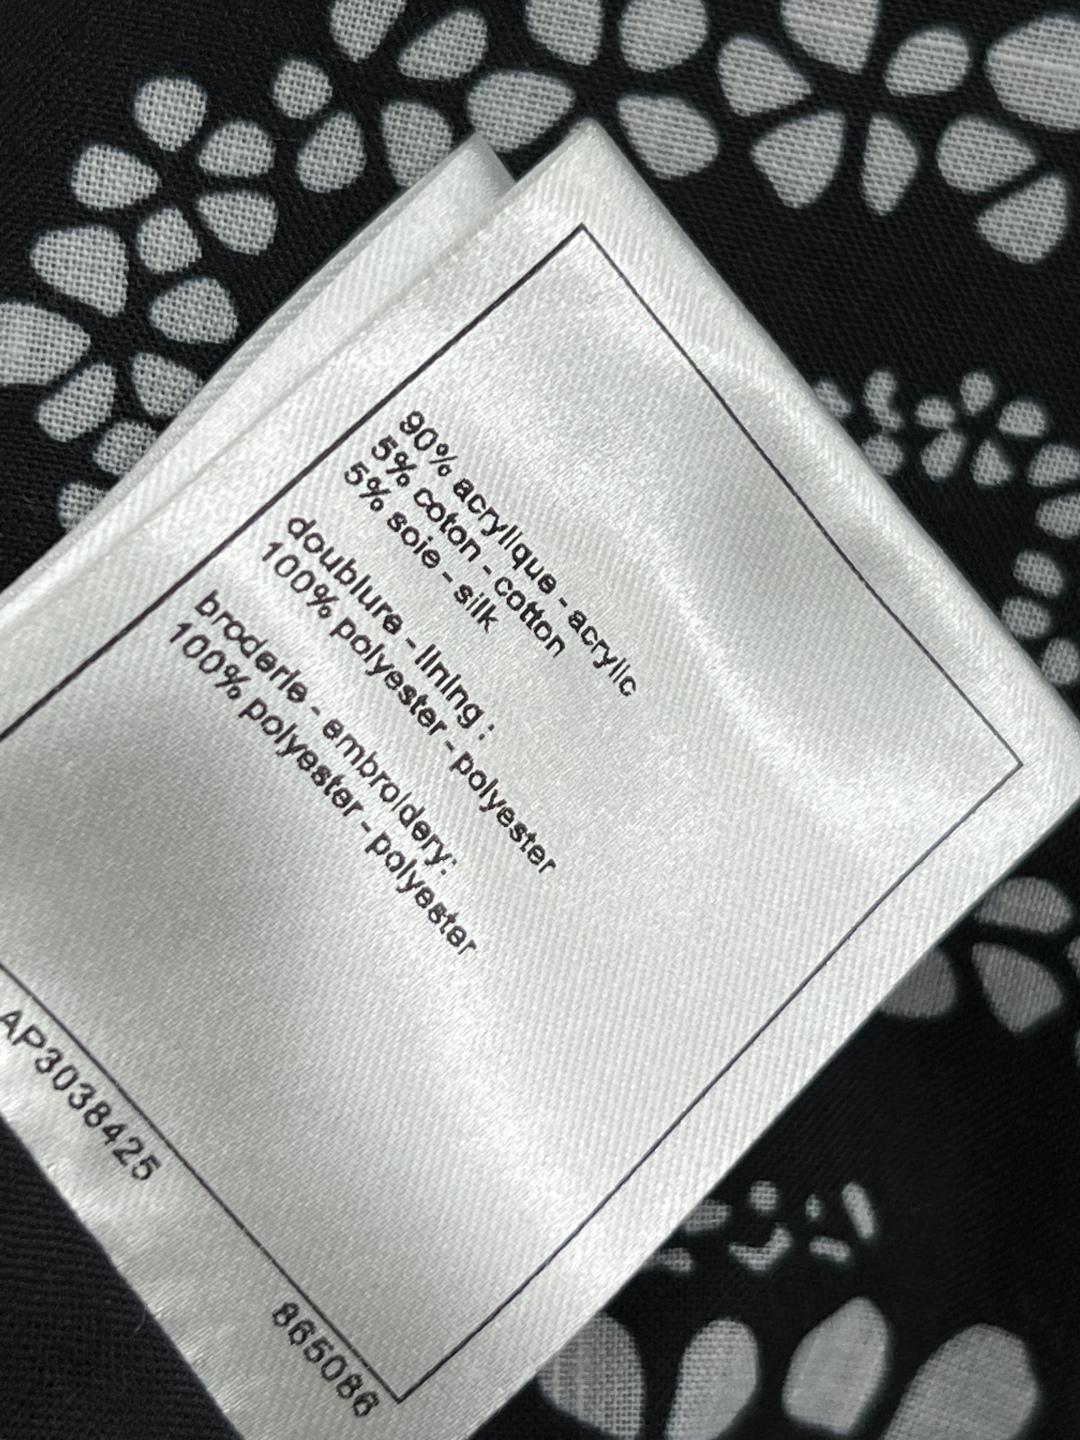 90% acrylique - acrylic
5% coton - cotton
5% soie - silk
doublure - lining :
100% polyester - polyester
broderie - embroidery:
100% polyester - polyester
AP3038425
865086